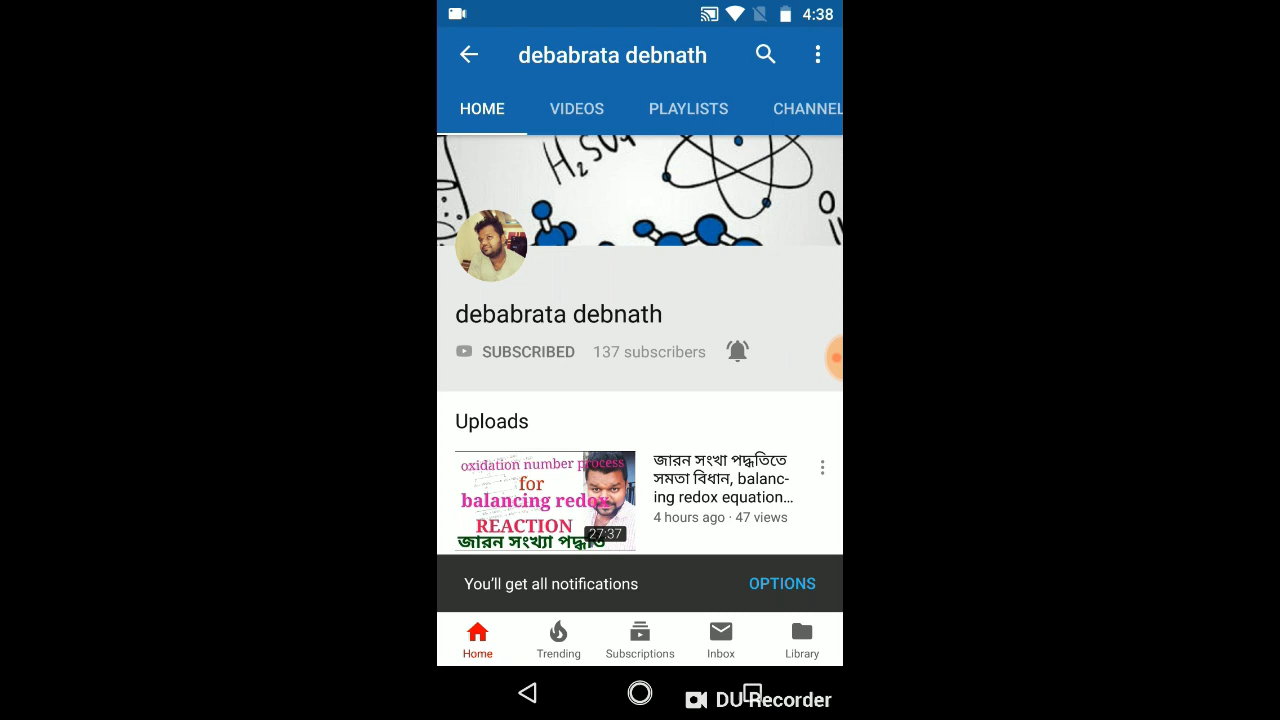 4:38
debabrata debnath
HOME VIDEOS PLAYLISTS CHANNEL
H₂SO₄
debabrata debnath
SUBSCRIBED 137 subscribers
Uploads
oxidation number process
for
balancing redox
REACTION
জারন সংখ্যা
27:37
জারন সংখা পদ্ধতিতে
সমতা বিধান, balanc-
ing redox equation...
4 hours ago · 47 views
You'll get all notifications OPTIONS
Home Trending Subscriptions Inbox Library
DU Recorder